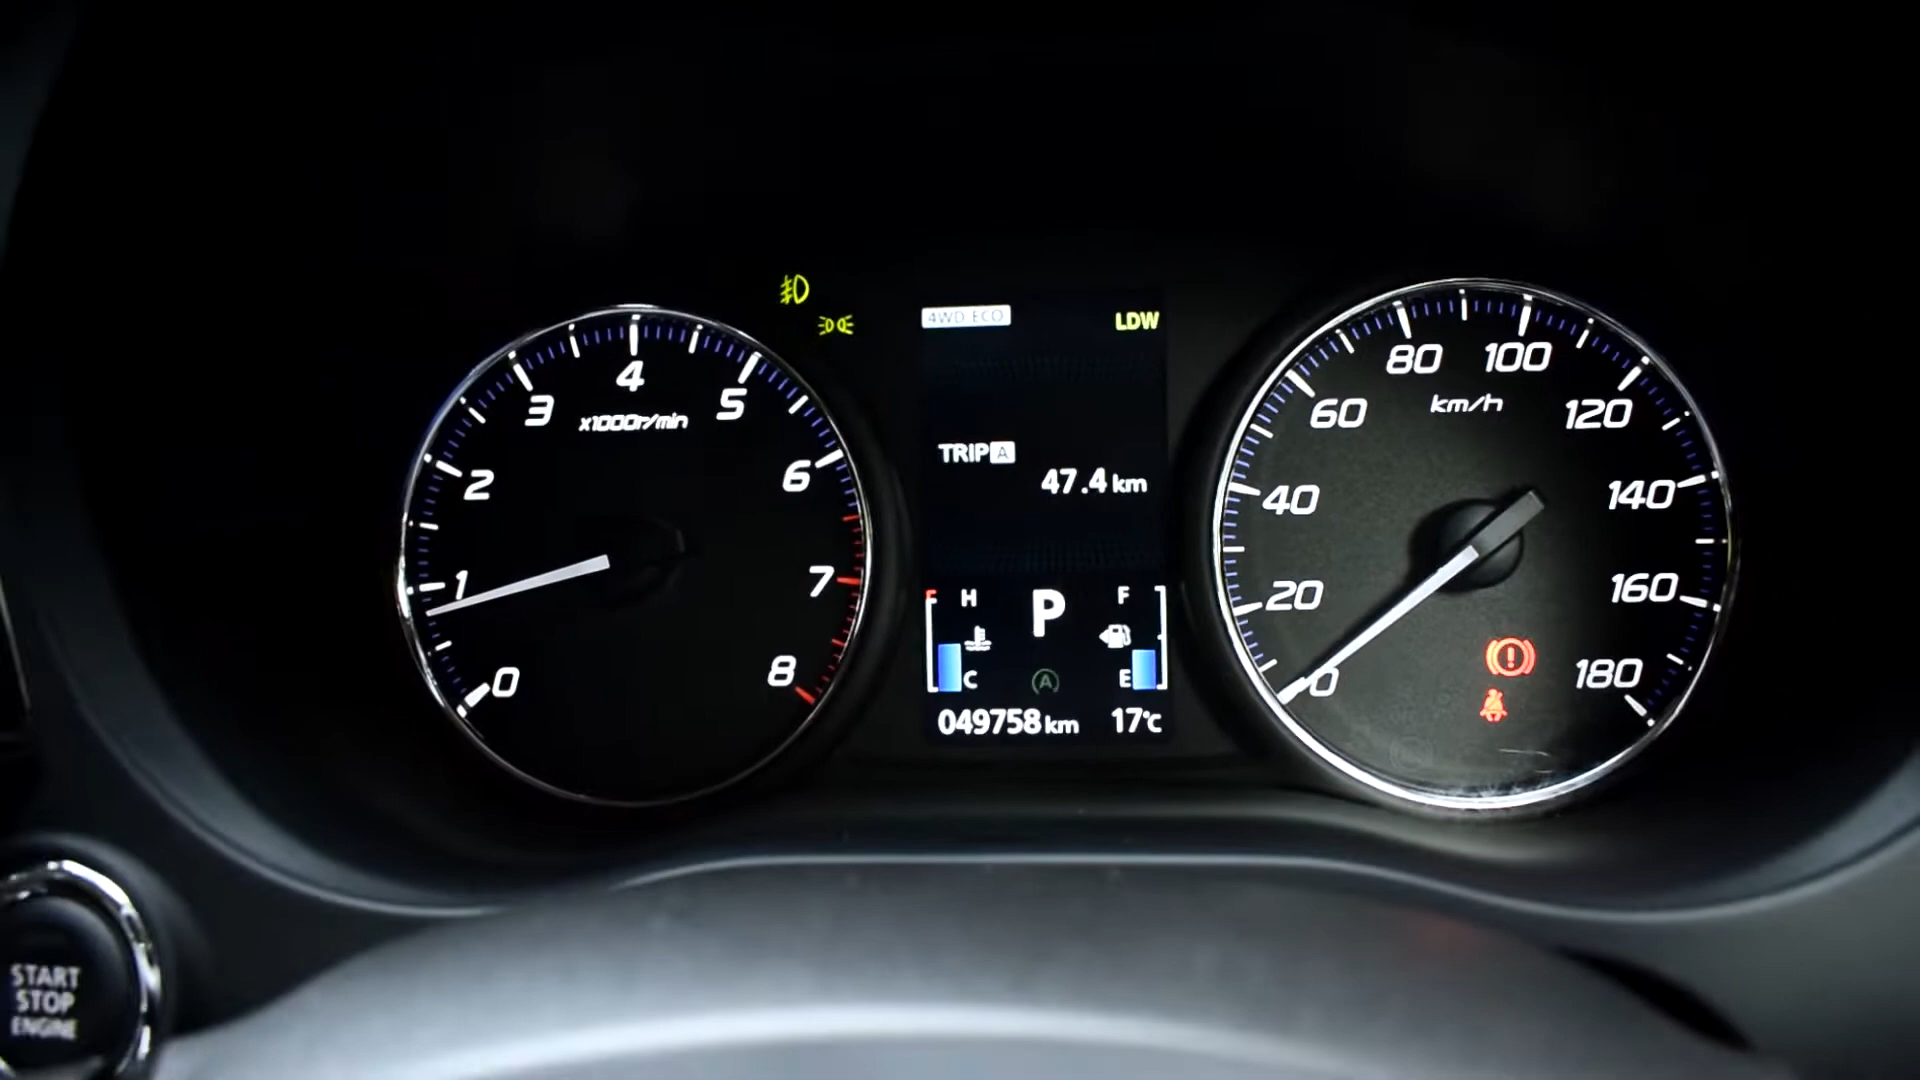 0
1
2
3
4
5
6
7
8
x1000r/min
4WD ECO
LDW
TRIP A
47.4 km
H
C
P
F
E
A
049758 km
17°C
0
20
40
60
80
100
120
140
160
180
km/h
START
STOP
ENGINE